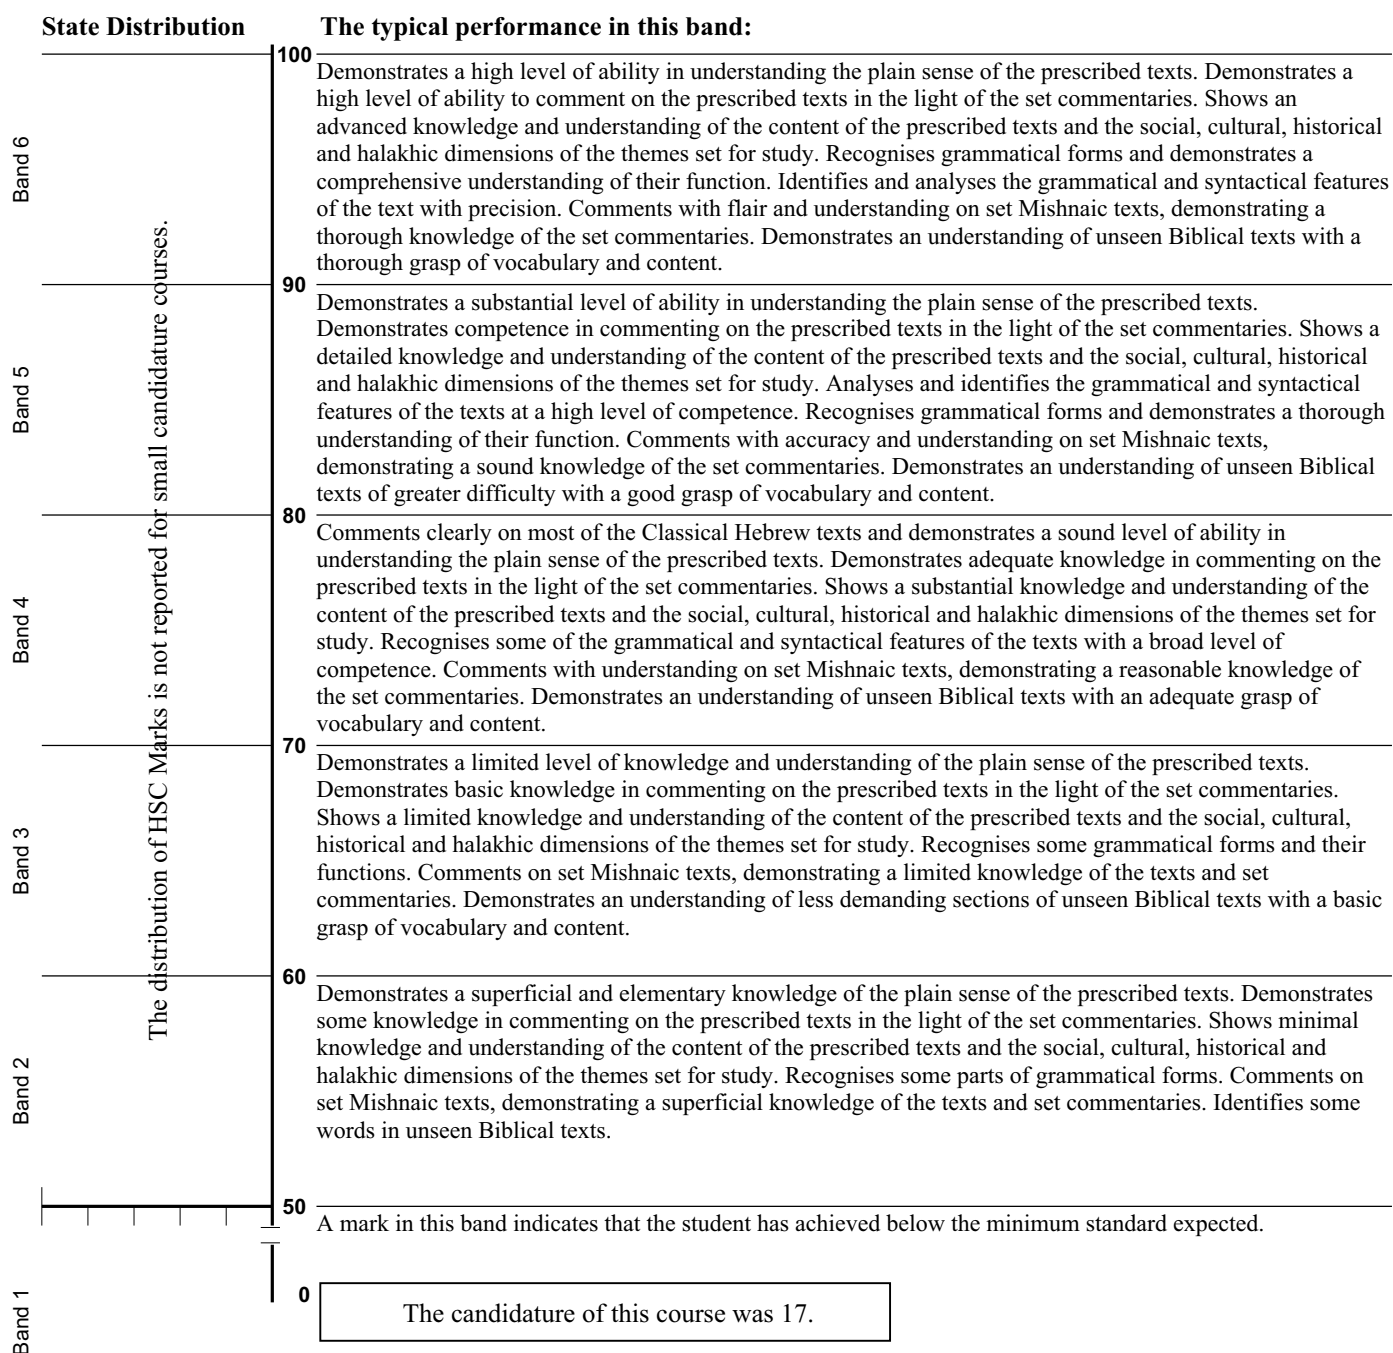 State Distribution
The typical performance in this band:
100
Demonstrates a high level of ability in understanding the plain sense of the prescribed texts. Demonstrates a
high level of ability to comment on the prescribed texts in the light of the set commentaries. Shows an
advanced knowledge and understanding of the content of the prescribed texts and the social, cultural, historical
and halakhic dimensions of the themes set for study. Recognises grammatical forms and demonstrates a
comprehensive understanding of their function. Identifies and analyses the grammatical and syntactical features
of the text with precision. Comments with flair and understanding on set Mishnaic texts, demonstrating a
thorough knowledge of the set commentaries. Demonstrates an understanding of unseen Biblical texts with a
thorough grasp of vocabulary and content.
Band 6
90
Demonstrates a substantial level of ability in understanding the plain sense of the prescribed texts.
Demonstrates competence in commenting on the prescribed texts in the light of the set commentaries. Shows a
detailed knowledge and understanding of the content of the prescribed texts and the social, cultural, historical
and halakhic dimensions of the themes set for study. Analyses and identifies the grammatical and syntactical
features of the texts at a high level of competence. Recognises grammatical forms and demonstrates a thorough
understanding of their function. Comments with accuracy and understanding on set Mishnaic texts,
demonstrating a sound knowledge of the set commentaries. Demonstrates an understanding of unseen Biblical
texts of greater difficulty with a good grasp of vocabulary and content.
Band 5
80
Comments clearly on most of the Classical Hebrew texts and demonstrates a sound level of ability in
understanding the plain sense of the prescribed texts. Demonstrates adequate knowledge in commenting on the
prescribed texts in the light of the set commentaries. Shows a substantial knowledge and understanding of the
content of the prescribed texts and the social, cultural, historical and halakhic dimensions of the themes set for
study. Recognises some of the grammatical and syntactical features of the texts with a broad level of
competence. Comments with understanding on set Mishnaic texts, demonstrating a reasonable knowledge of
the set commentaries. Demonstrates an understanding of unseen Biblical texts with an adequate grasp of
vocabulary and content.
Band 4
70
Demonstrates a limited level of knowledge and understanding of the plain sense of the prescribed texts.
Demonstrates basic knowledge in commenting on the prescribed texts in the light of the set commentaries.
Shows a limited knowledge and understanding of the content of the prescribed texts and the social, cultural,
historical and halakhic dimensions of the themes set for study. Recognises some grammatical forms and their
functions. Comments on set Mishnaic texts, demonstrating a limited knowledge of the texts and set
commentaries. Demonstrates an understanding of less demanding sections of unseen Biblical texts with a basic
grasp of vocabulary and content.
Band 3
60
Demonstrates a superficial and elementary knowledge of the plain sense of the prescribed texts. Demonstrates
some knowledge in commenting on the prescribed texts in the light of the set commentaries. Shows minimal
knowledge and understanding of the content of the prescribed texts and the social, cultural, historical and
halakhic dimensions of the themes set for study. Recognises some parts of grammatical forms. Comments on
set Mishnaic texts, demonstrating a superficial knowledge of the texts and set commentaries. Identifies some
words in unseen Biblical texts.
Band 2
50
A mark in this band indicates that the student has achieved below the minimum standard expected.
0
Band 1
The distribution of HSC Marks is not reported for small candidature courses.
The candidature of this course was 17.